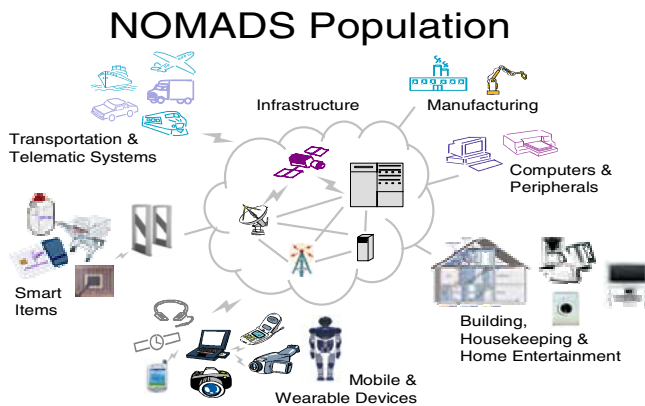 NOMADS Population
Infrastructure
Manufacturing
Transportation &
Telematic Systems
Computers &
Peripherals
Smart
Items
Building,
Housekeeping &
Home Entertainment
Mobile &
Wearable Devices